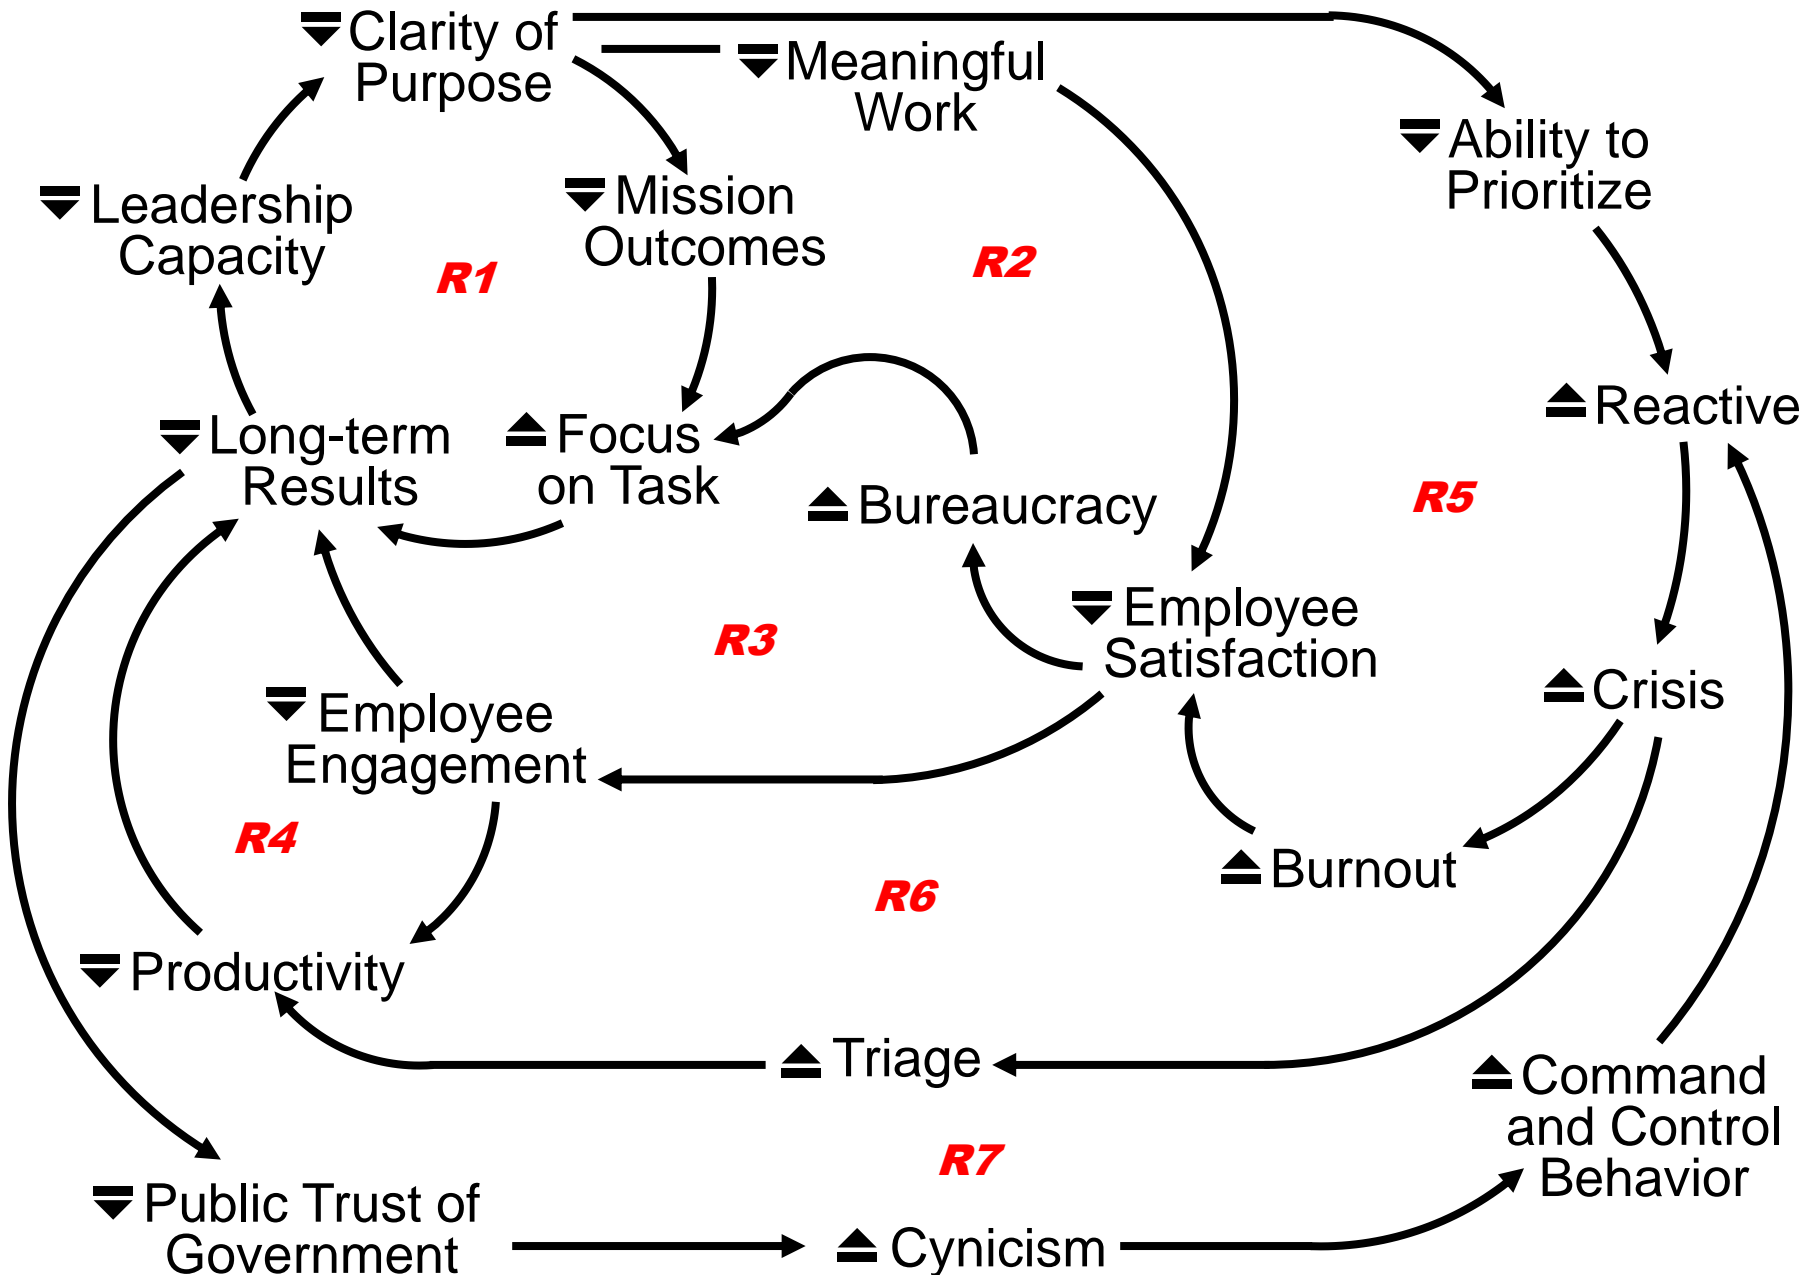 Clarity of
Purpose
Meaningful
Work
Ability to
Prioritize
Leadership
Capacity
Mission
Outcomes
R1
R2
Long-term
Results
Focus
on Task
Bureaucracy
Reactive
R5
Employee
Satisfaction
R3
Crisis
Employee
Engagement
R4
R6
Burnout
Productivity
Triage
Command
and Control
Behavior
R7
Public Trust of
Government
Cynicism